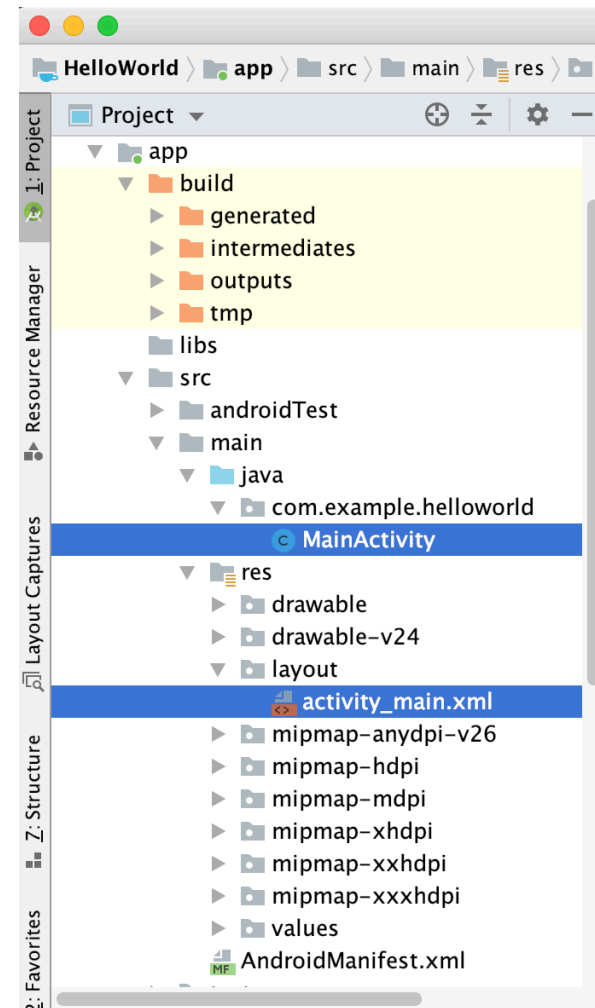 HelloWorld 〉 app 〉 src 〉 main 〉 res 〉
Project
app
build
generated
intermediates
outputs
tmp
libs
src
androidTest
main
java
com.example.helloworld
C MainActivity
res
drawable
drawable-v24
layout
<> activity_main.xml
mipmap-anydpi-v26
mipmap-hdpi
mipmap-mdpi
mipmap-xhdpi
mipmap-xxhdpi
mipmap-xxxhdpi
values
MF AndroidManifest.xml
1: Project
Resource Manager
Layout Captures
Z: Structure
2: Favorites